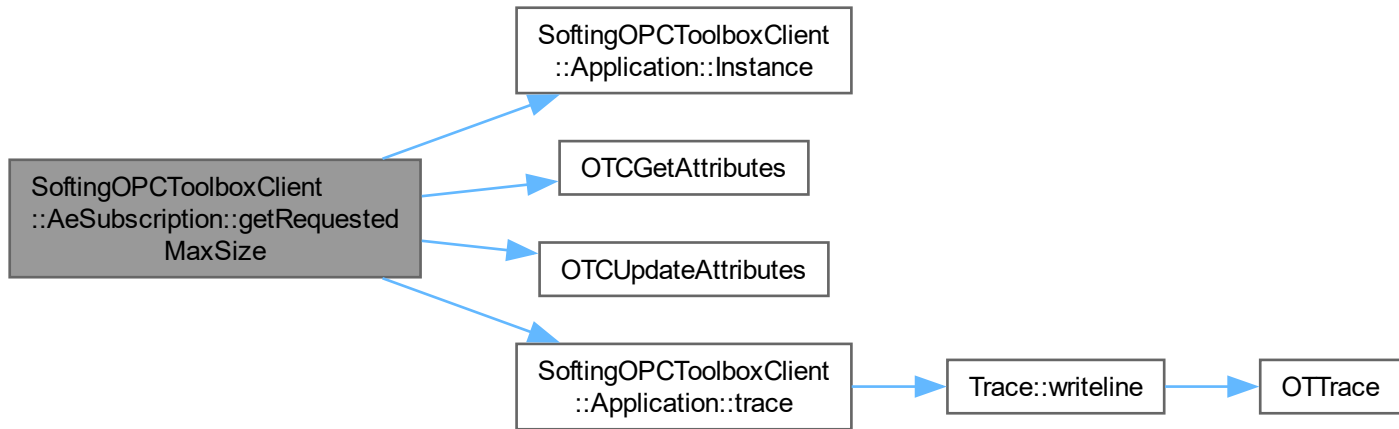 SoftingOPCToolboxClient
::AeSubscription::getRequested
MaxSize
SoftingOPCToolboxClient
::Application::Instance
OTCGetAttributes
OTCUpdateAttributes
SoftingOPCToolboxClient
::Application::trace
Trace::writeline
OTTrace